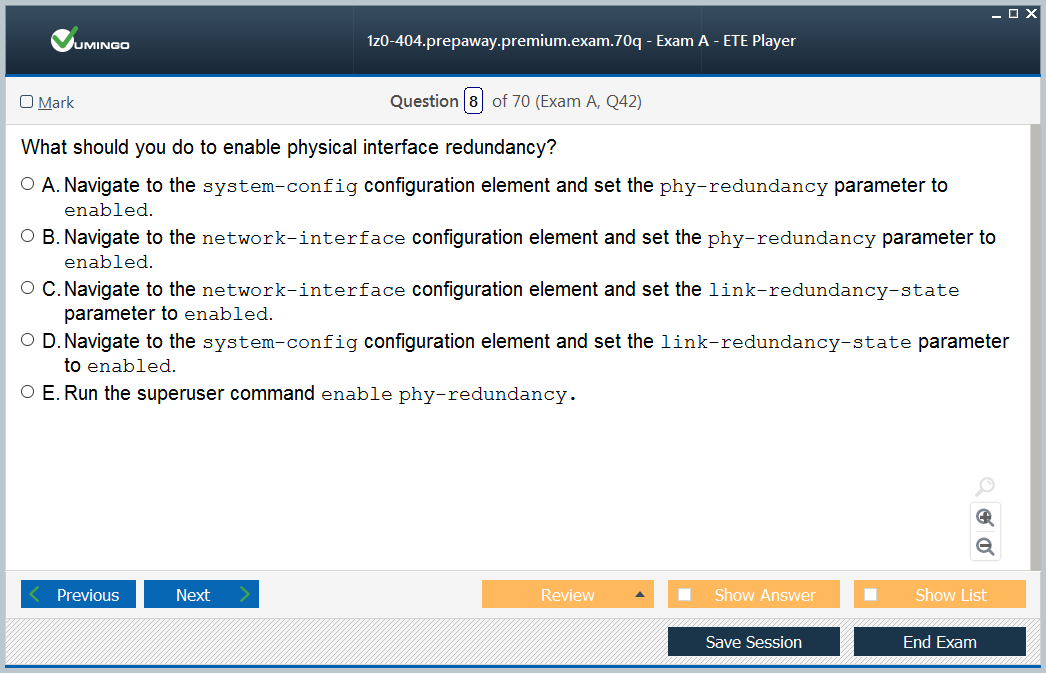 VUMINGO
1z0-404.prepaway.premium.exam.70q - Exam A - ETE Player
Mark
Question 8 of 70 (Exam A, Q42)
What should you do to enable physical interface redundancy?
A. Navigate to the system-config configuration element and set the phy-redundancy parameter to
enabled.
B. Navigate to the network-interface configuration element and set the phy-redundancy parameter to
enabled.
C. Navigate to the network-interface configuration element and set the link-redundancy-state
parameter to enabled.
D. Navigate to the system-config configuration element and set the link-redundancy-state parameter
to enabled.
E. Run the superuser command enable phy-redundancy.
Previous Next Review Show Answer Show List
Save Session End Exam